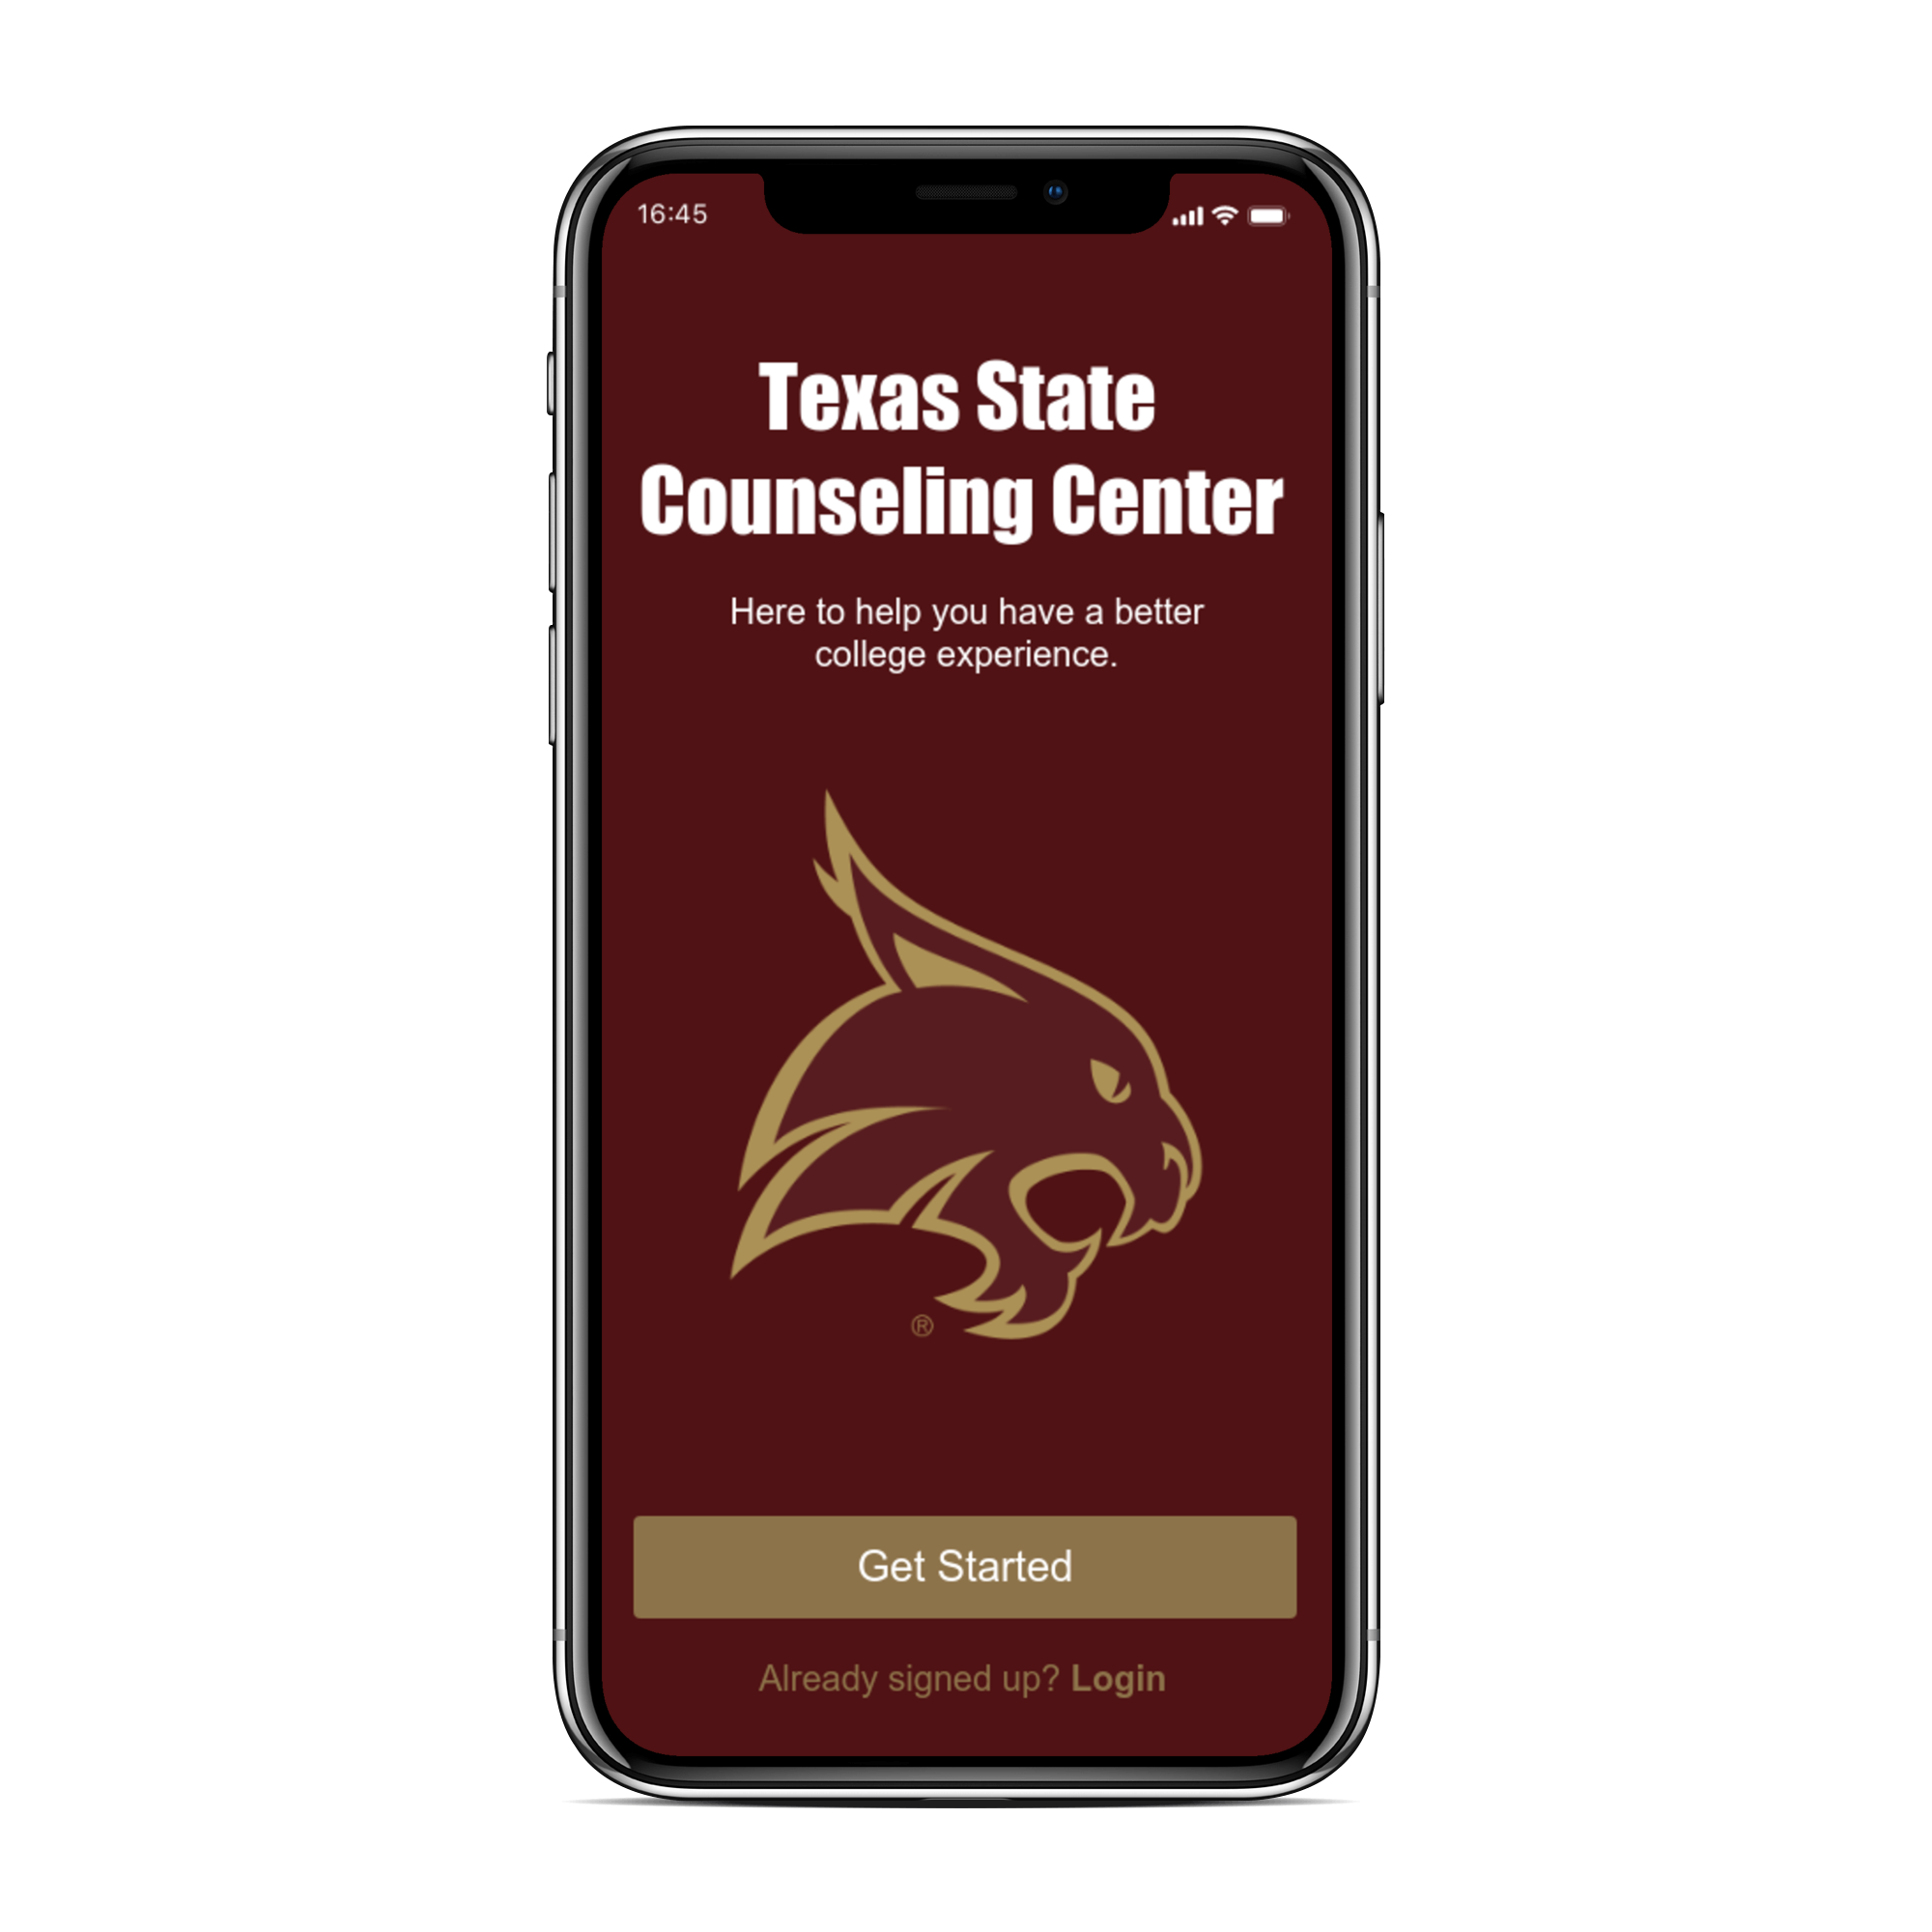 16:45
Texas State
Counseling Center
Here to help you have a better
college experience.
®
Get Started
Already signed up? Login